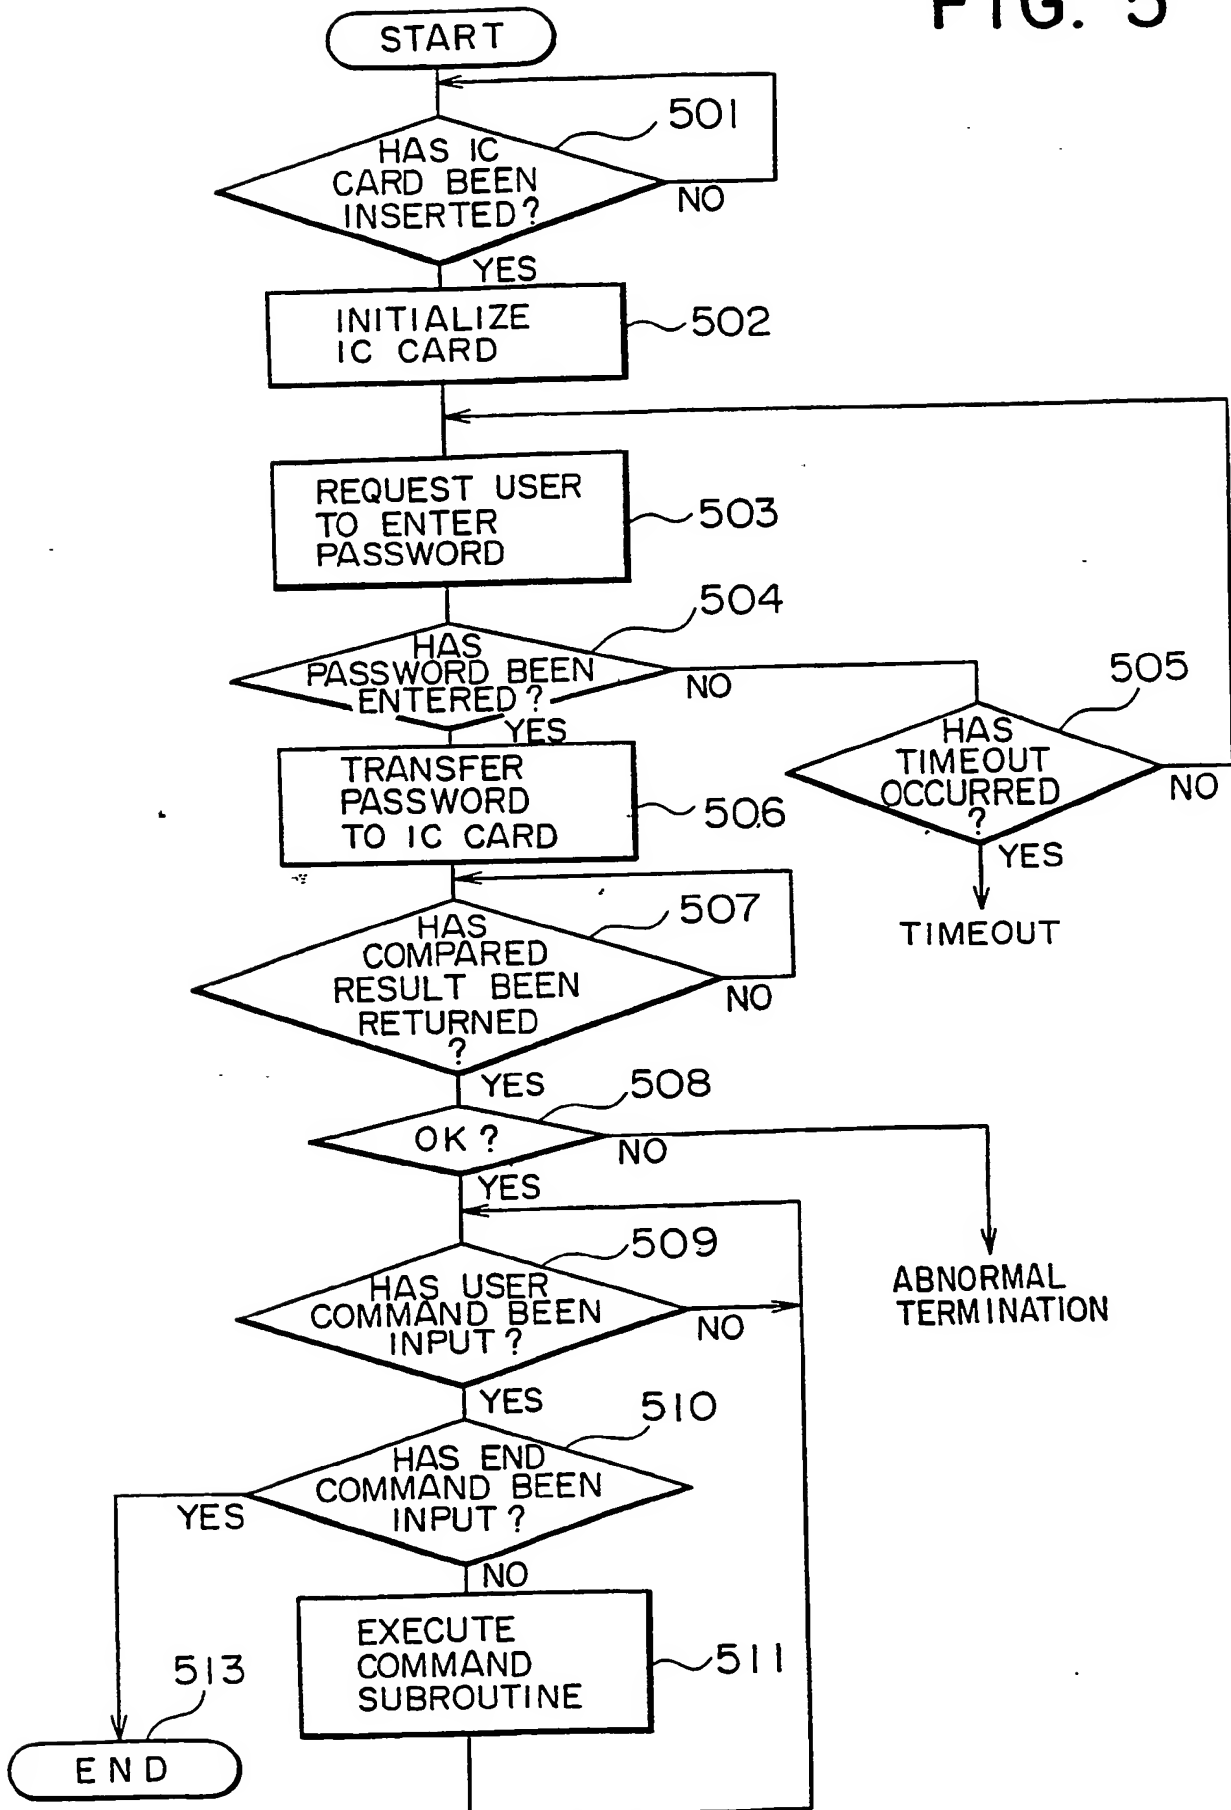 FIG. 5
START
501
HAS IC
CARD BEEN
INSERTED?
NO
YES
INITIALIZE
IC CARD
502
REQUEST USER
TO ENTER
PASSWORD
503
504
HAS
PASSWORD BEEN
ENTERED?
NO
YES
505
HAS
TIMEOUT
OCCURRED
?
NO
YES
TIMEOUT
TRANSFER
PASSWORD
TO IC CARD
506
507
HAS
COMPARED
RESULT BEEN
RETURNED
?
NO
YES
508
OK?
NO
YES
ABNORMAL
TERMINATION
509
HAS USER
COMMAND BEEN
INPUT?
NO
YES
510
HAS END
COMMAND BEEN
INPUT?
YES
NO
EXECUTE
COMMAND
SUBROUTINE
511
513
END